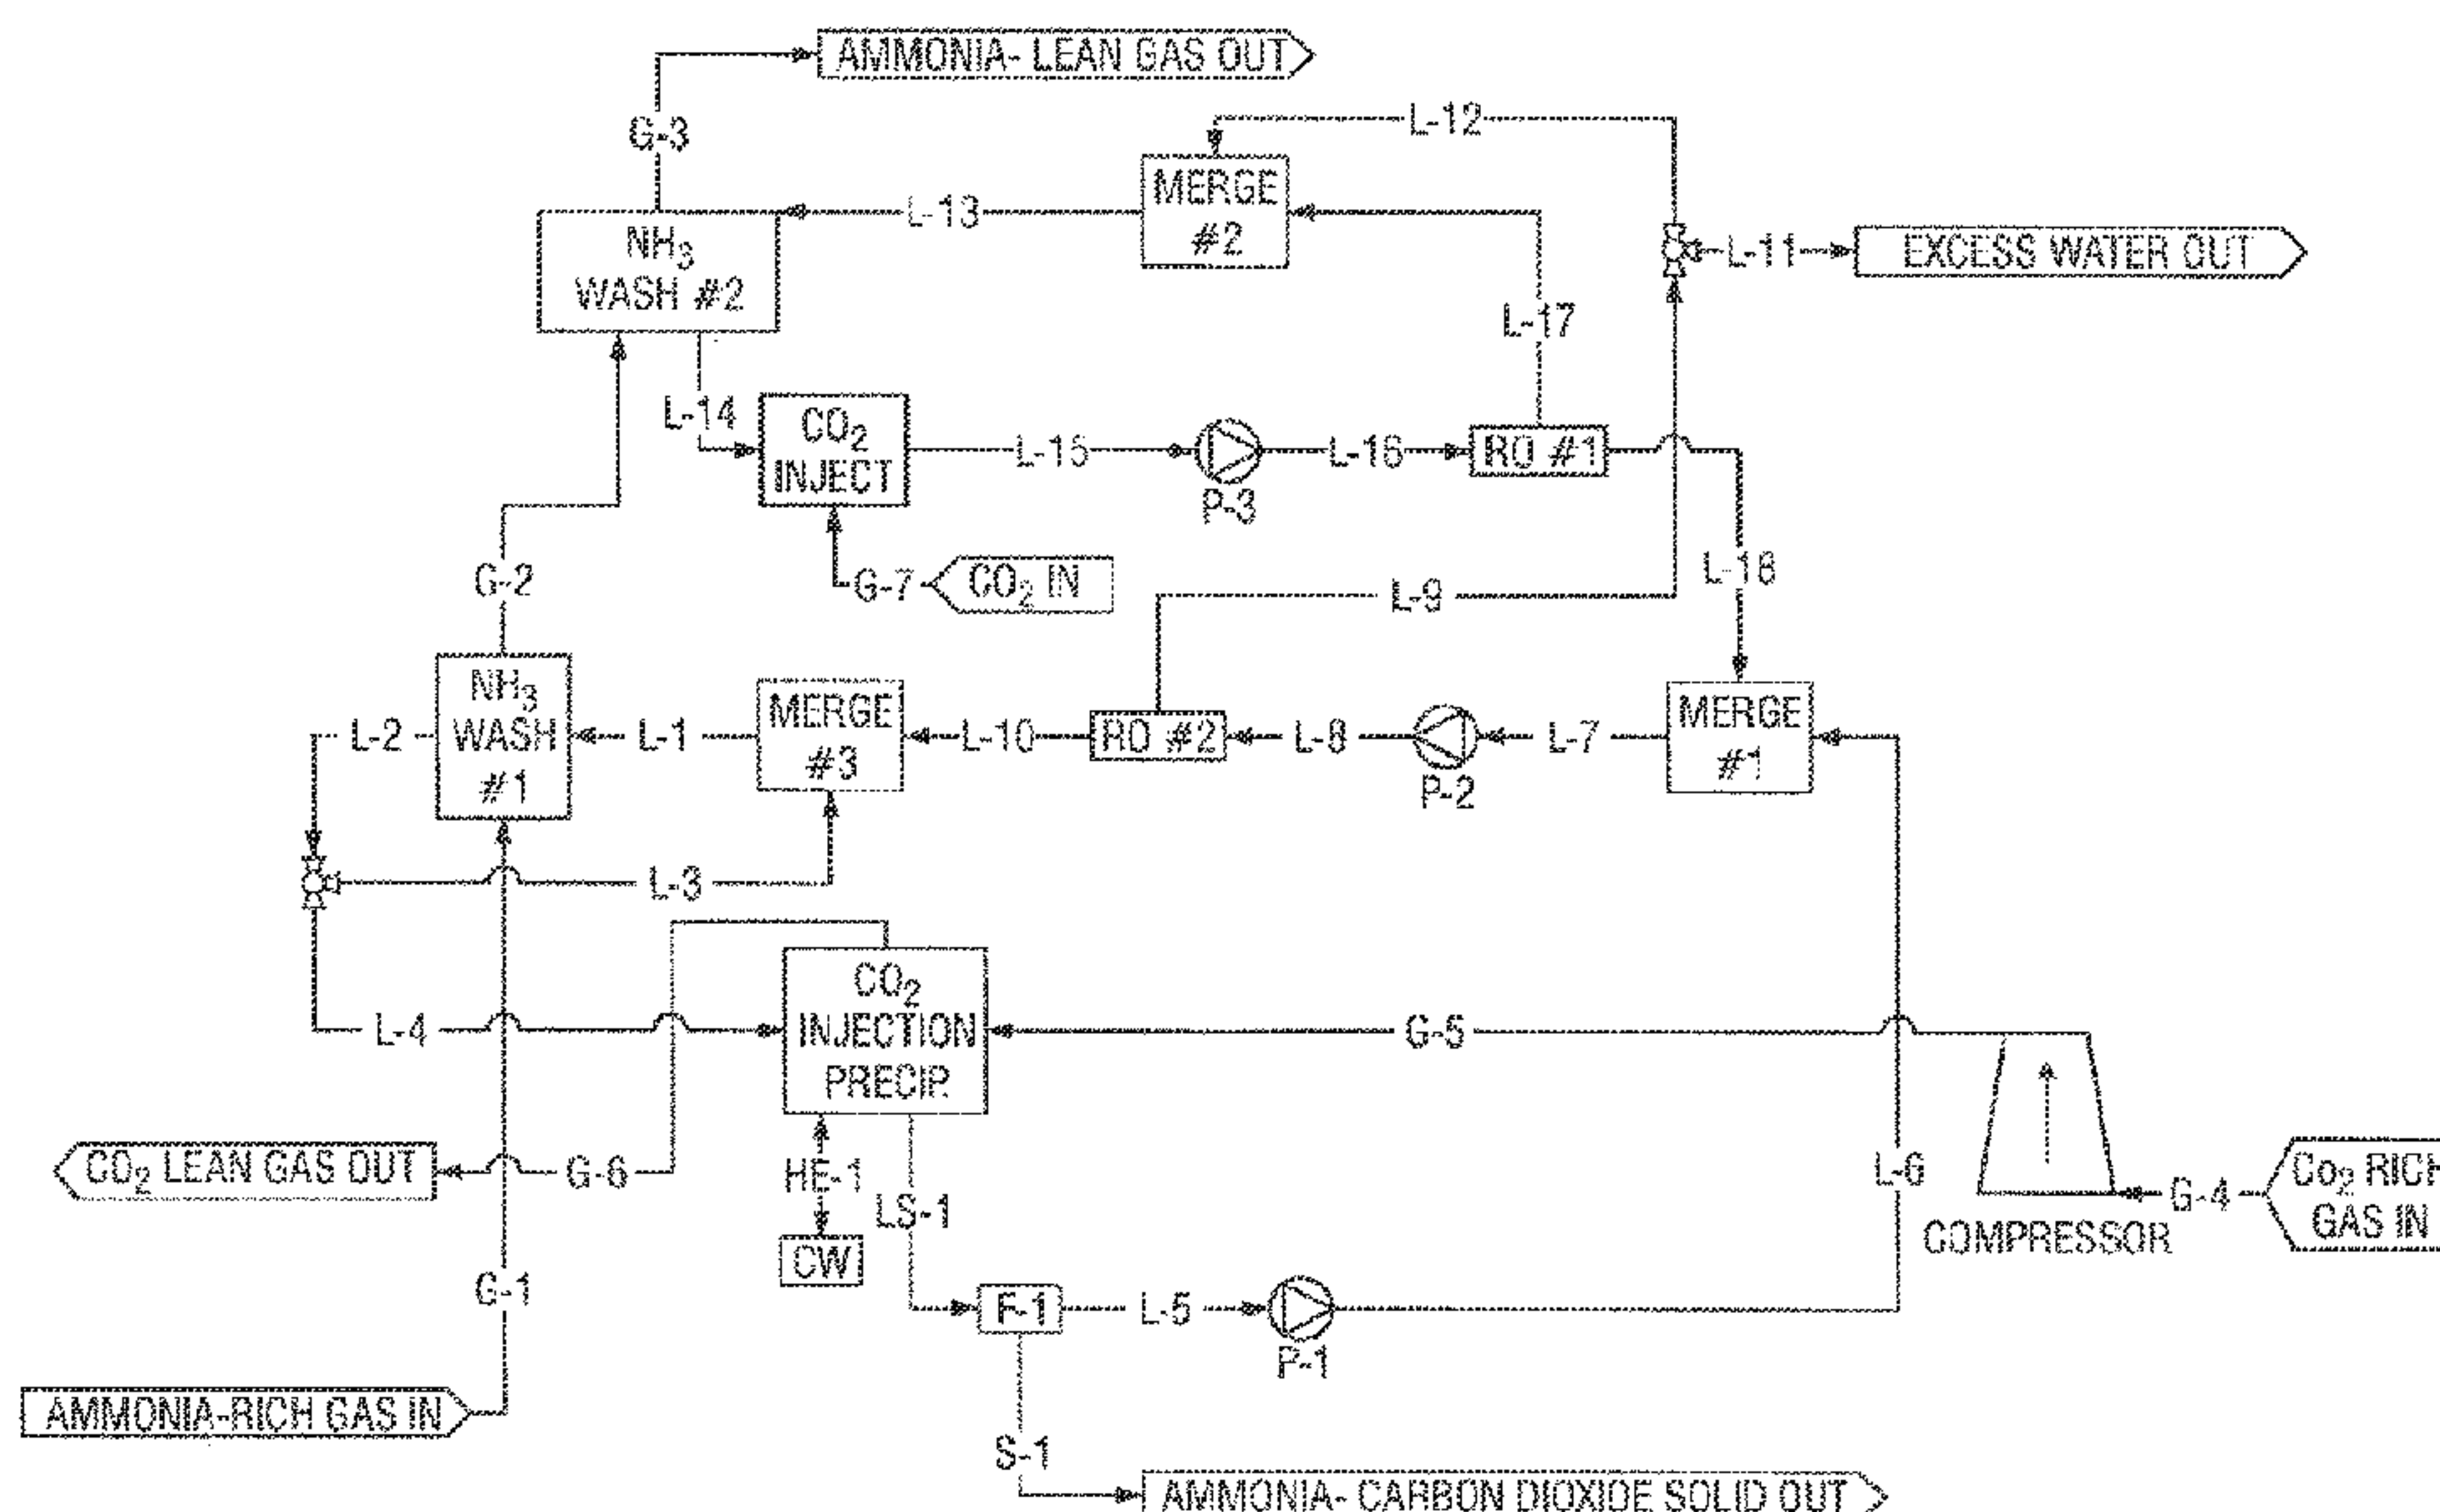 AMMONIA- LEAN GAS OUT
G-3
L-12
MERGE
#2
L-13
NH3
WASH #2
L-11
EXCESS WATER OUT
L-17
L-14
CO2
INJECT
L-15
P-3
L-16
RO #1
G-2
G-7
CO2 IN
L-9
L-18
NH3
WASH
#1
L-2
L-1
MERGE
#3
L-10
RO #2
L-8
P-2
L-7
MERGE
#1
L-3
CO2
INJECTION
PRECIP.
L-4
G-5
CO2 LEAN GAS OUT
G-6
HE-1
LS-1
CW
L-6
COMPRESSOR
G-4
Co2 RICH
GAS IN
G-1
F-1
L-5
P-1
AMMONIA-RICH GAS IN
S-1
AMMONIA- CARBON DIOXIDE SOLID OUT